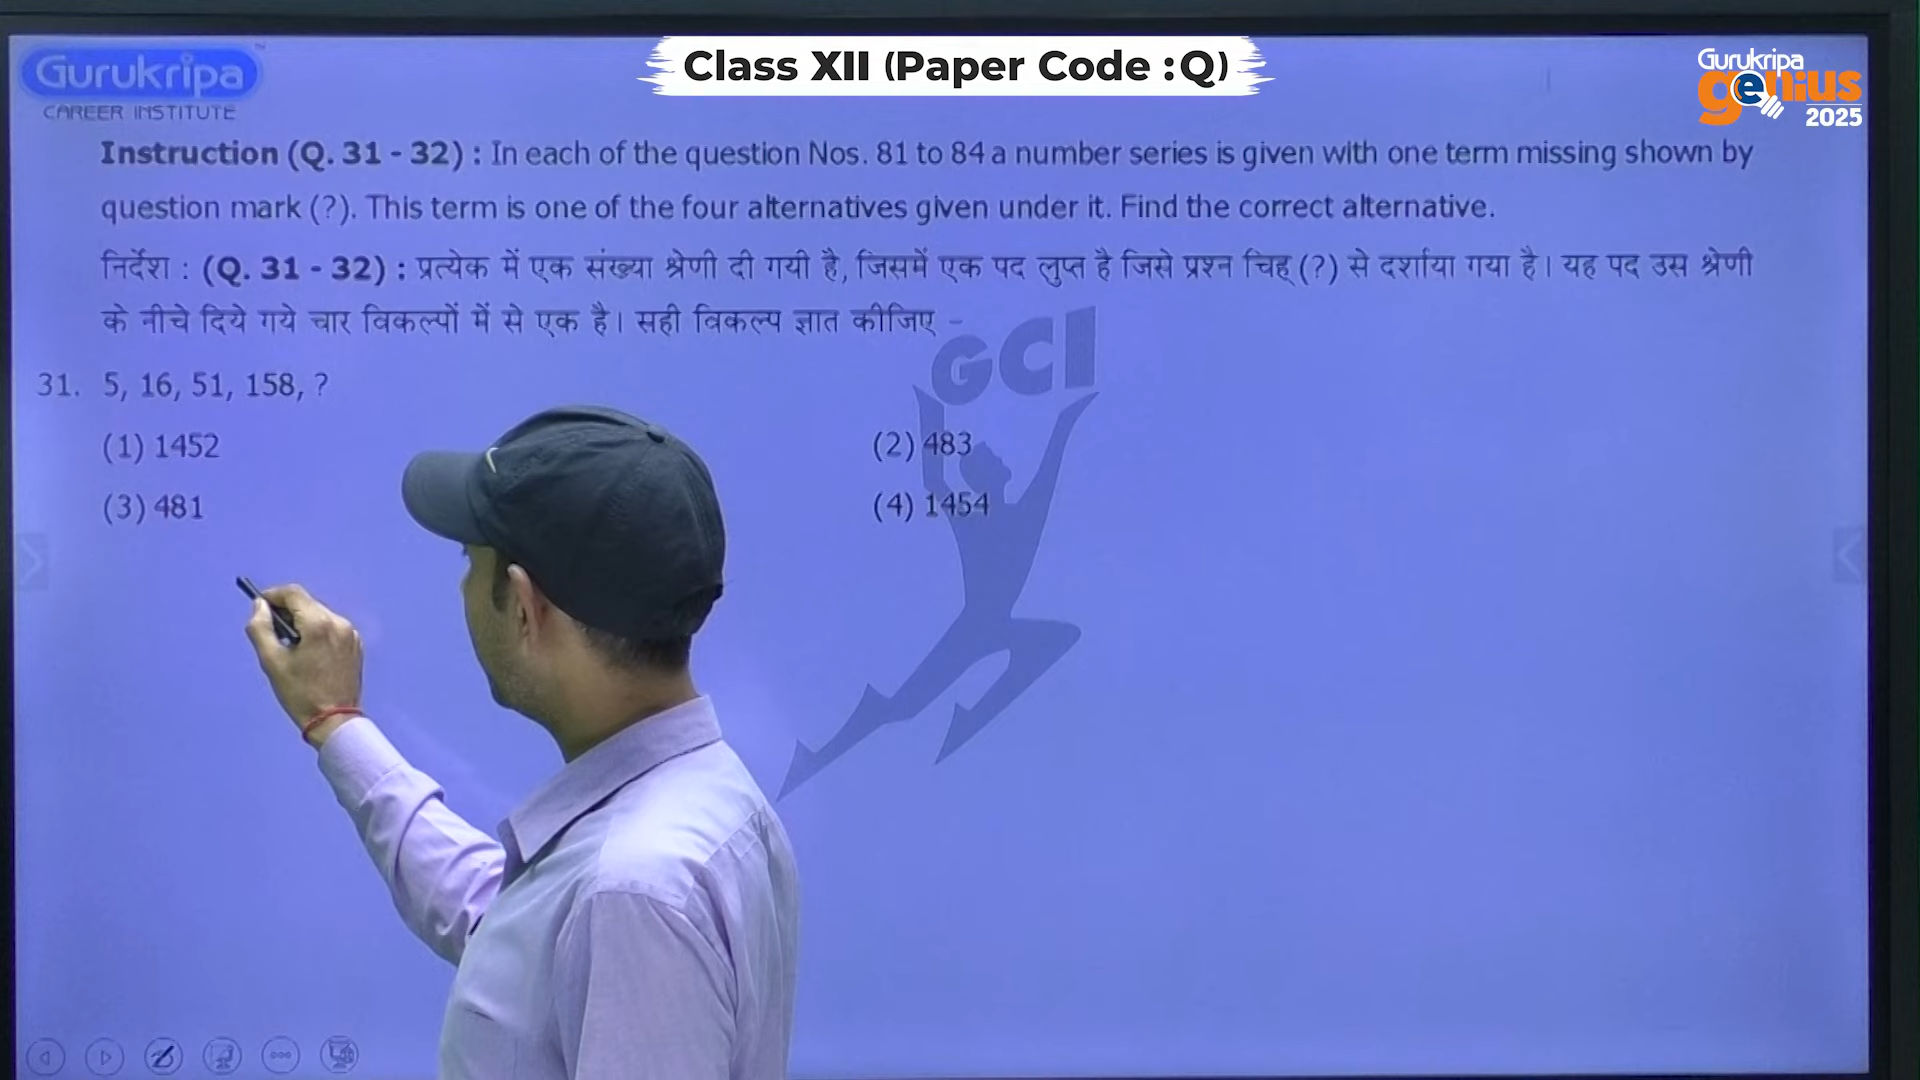 Class XII (Paper Code :Q)
Gurukripa
CAREER INSTITUTE
Gurukripa
genius
2025
Instruction (Q. 31 - 32) : In each of the question Nos. 81 to 84 a number series is given with one term missing shown by
question mark (?). This term is one of the four alternatives given under it. Find the correct alternative.
निर्देश : (Q. 31 - 32) : प्रत्येक में एक संख्या श्रेणी दी गयी है, जिसमें एक पद लुप्त है जिसे प्रश्न चिह् (?) से दर्शाया गया है। यह पद उस श्रेणी
के नीचे दिये गये चार विकल्पों में से एक है। सही विकल्प ज्ञात कीजिए –
GCI
31. 5, 16, 51, 158, ?
(1) 1452 (2) 483
(3) 481 (4) 1454